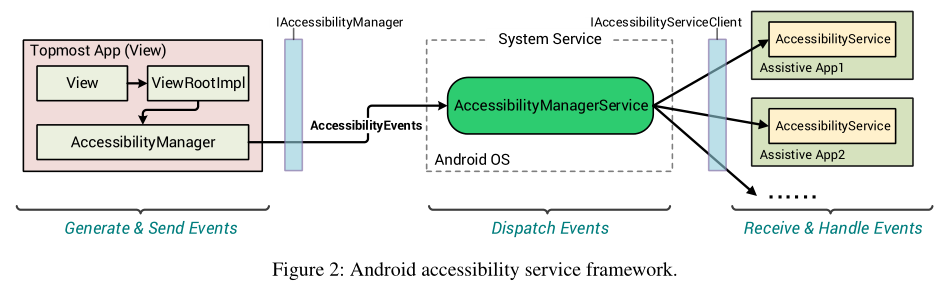 IAccessibilityManager
IAccessibilityServiceClient
Topmost App (View)
View
ViewRootImpl
AccessibilityManager
AccessibilityEvents
System Service
AccessibilityManagerService
Android OS
AccessibilityService
Assistive App1
AccessibilityService
Assistive App2
......
Generate & Send Events
Dispatch Events
Receive & Handle Events
Figure 2: Android accessibility service framework.